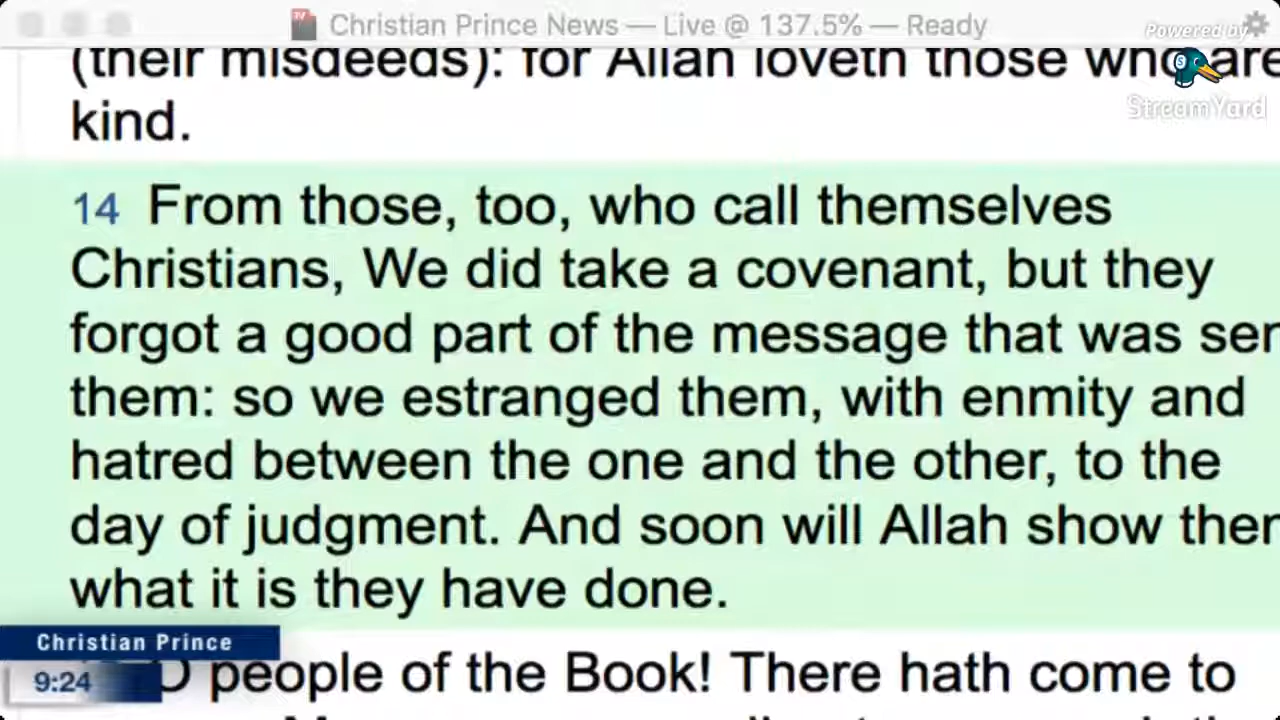 Christian Prince News — Live @ 137.5% — Ready
Powered by
StreamYard
(their misdeeds): for Allah loveth those who are
kind.
14 From those, too, who call themselves
Christians, We did take a covenant, but they
forgot a good part of the message that was
them: so we estranged them, with enmity and
hatred between the one and the other, to the
day of judgment. And soon will Allah show
what it is they have done.
Christian Prince
9:24
people of the Book! There hath come to